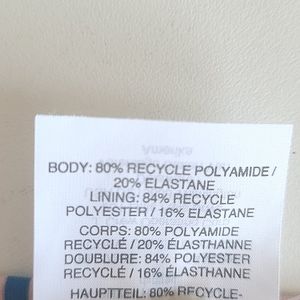 BODY: 80% RECYCLE POLYAMIDE /
20% ELASTANE
LINING: 84% RECYCLE
POLYESTER / 16% ELASTANE
CORPS: 80% POLYAMIDE
RECYCLÉ / 20% ÉLASTHANNE
DOUBLURE: 84% POLYESTER
RECYCLÉ / 16% ÉLASTHANNE
HAUPTTEIL: 80% RECYCLE-